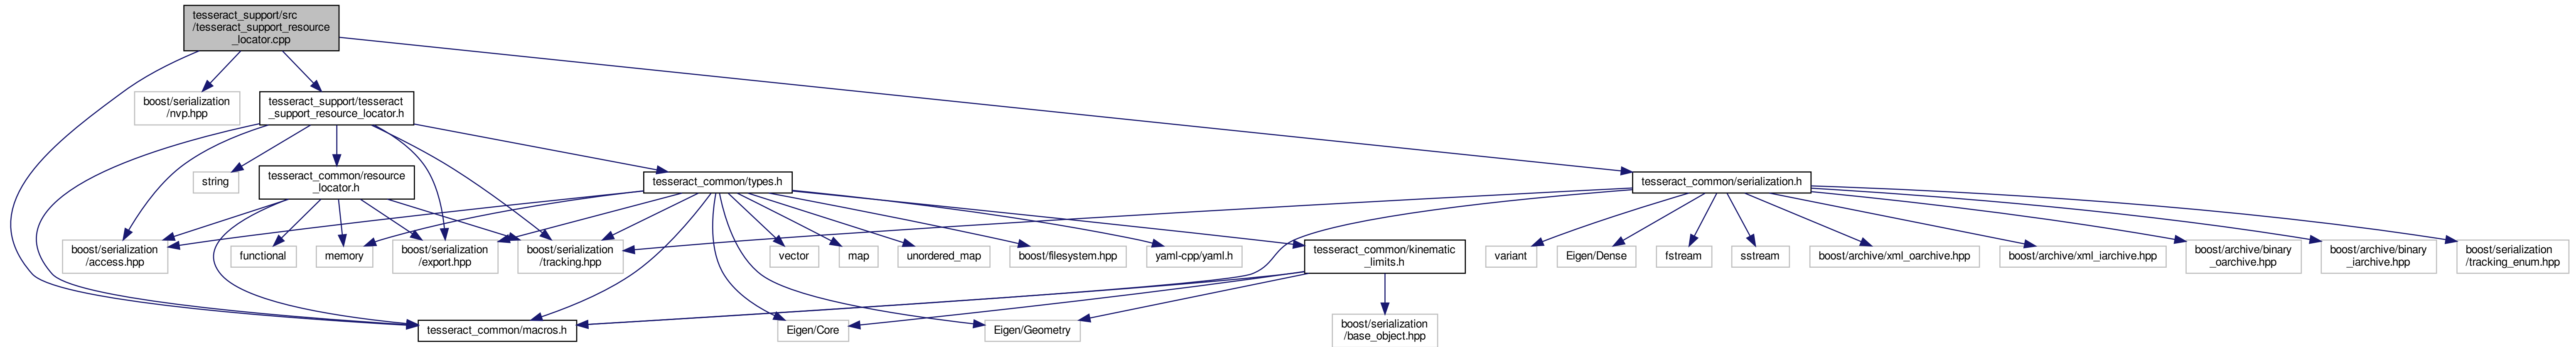 tesseract_support/src
/tesseract_support_resource
_locator.cpp
boost/serialization
/nvp.hpp
tesseract_support/tesseract
_support_resource_locator.h
string
tesseract_common/resource
_locator.h
tesseract_common/types.h
tesseract_common/serialization.h
boost/serialization
/access.hpp
functional
memory
boost/serialization
/export.hpp
boost/serialization
/tracking.hpp
vector
map
unordered_map
boost/filesystem.hpp
yaml-cpp/yaml.h
tesseract_common/kinematic
_limits.h
variant
Eigen/Dense
fstream
sstream
boost/archive/xml_oarchive.hpp
boost/archive/xml_iarchive.hpp
boost/archive/binary
_oarchive.hpp
boost/archive/binary
_iarchive.hpp
boost/serialization
/tracking_enum.hpp
tesseract_common/macros.h
Eigen/Core
Eigen/Geometry
boost/serialization
/base_object.hpp